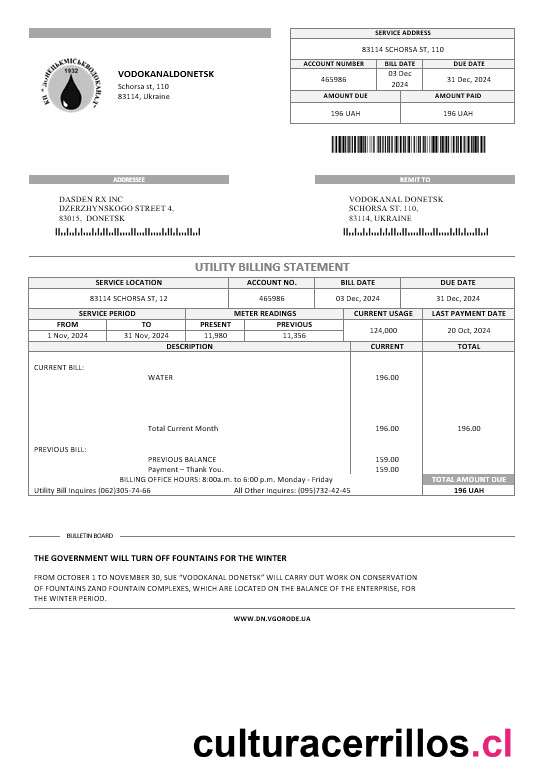 SERVICE ADDRESS
83114 SCHORSA ST, 110
ACCOUNT NUMBER BILL DATE DUE DATE
465986 03 Dec 2024 31 Dec, 2024
AMOUNT DUE AMOUNT PAID
196 UAH 196 UAH
КП "ДОНЕЦЬКМІСЬКВОДОКАНАЛ"
1932
VODOKANALDONETSK
Schorsa st, 110
83114, Ukraine
ADDRESSEE
DASDEN RX INC
DZERZHYNSKOGO STREET 4,
83015, DONETSK
REMIT TO
VODOKANAL DONETSK
SCHORSA ST. 110,
83114, UKRAINE
UTILITY BILLING STATEMENT
SERVICE LOCATION ACCOUNT NO. BILL DATE DUE DATE
83114 SCHORSA ST, 12 465986 03 Dec, 2024 31 Dec, 2024
SERVICE PERIOD METER READINGS CURRENT USAGE LAST PAYMENT DATE
FROM TO PRESENT PREVIOUS
124,000 20 Oct, 2024
1 Nov, 2024 31 Nov, 2024 11,980 11,356
DESCRIPTION CURRENT TOTAL
CURRENT BILL:
WATER 196.00
Total Current Month 196.00 196.00
PREVIOUS BILL:
PREVIOUS BALANCE 159.00
Payment – Thank You. 159.00
BILLING OFFICE HOURS: 8:00a.m. to 6:00 p.m. Monday - Friday TOTAL AMOUNT DUE
Utility Bill Inquires (062)305-74-66 All Other Inquires: (095)732-42-45 196 UAH
BULLETIN BOARD
THE GOVERNMENT WILL TURN OFF FOUNTAINS FOR THE WINTER
FROM OCTOBER 1 TO NOVEMBER 30, SUE "VODOKANAL DONETSK" WILL CARRY OUT WORK ON CONSERVATION
OF FOUNTAINS ZAND FOUNTAIN COMPLEXES, WHICH ARE LOCATED ON THE BALANCE OF THE ENTERPRISE, FOR
THE WINTER PERIOD.
WWW.DN.VGORODE.UA
culturacerrillos.cl